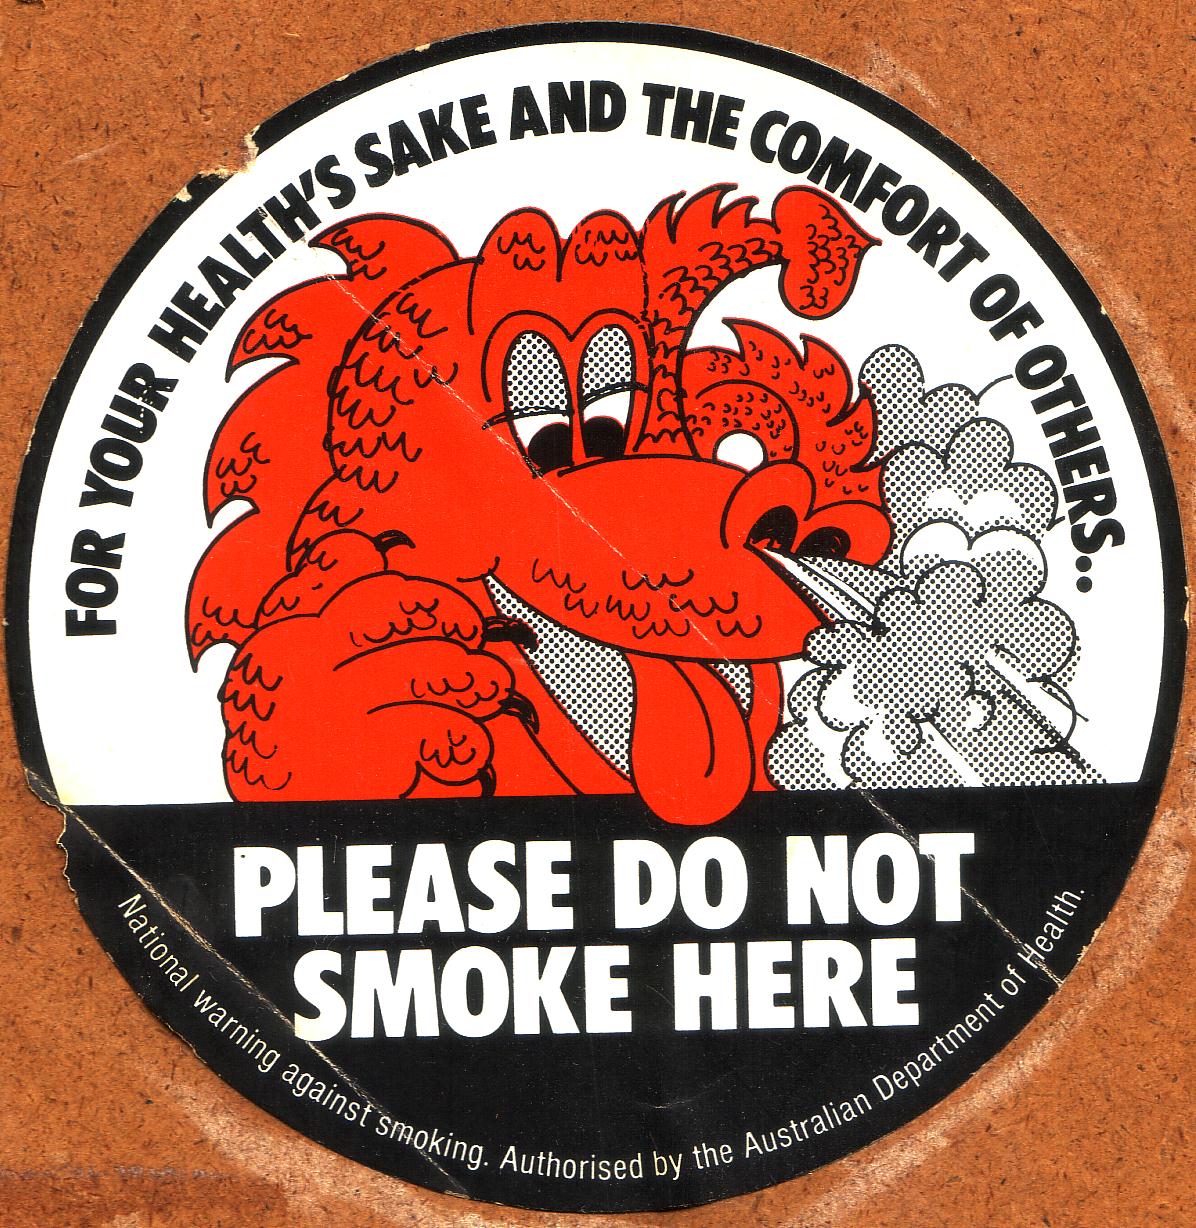 FOR YOUR HEALTH'S SAKE AND THE COMFORT OF OTHERS..
PLEASE DO NOT
SMOKE HERE
National warning against smoking. Authorised by the Australian Department of Health.